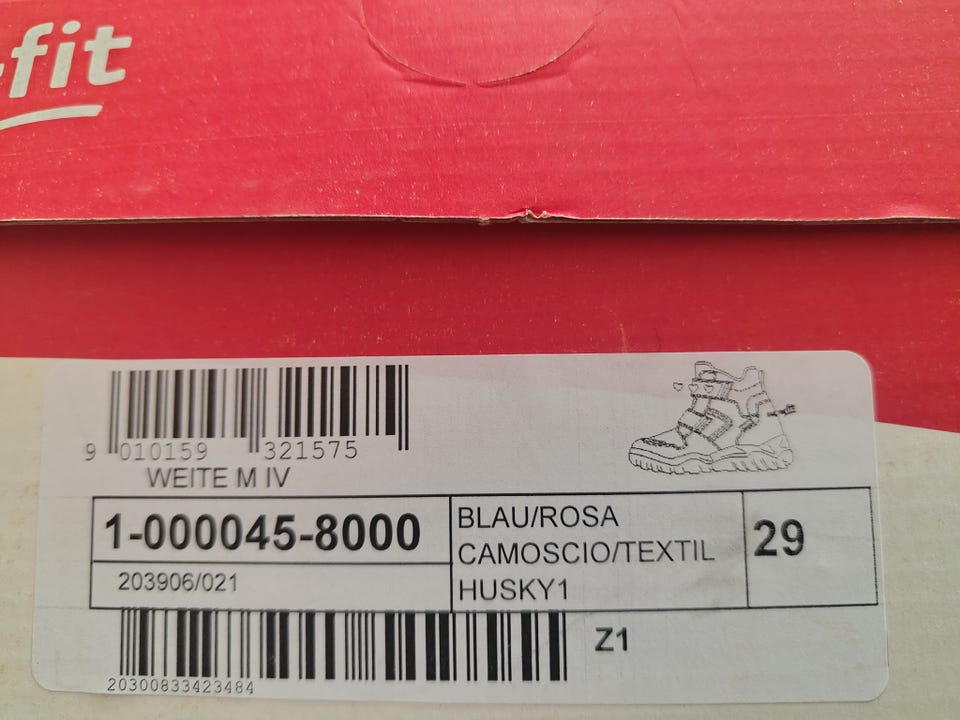 fit
9 010159 321575
WEITE M IV
1-000045-8000
203906/021
BLAU/ROSA
CAMOSCIO/TEXTIL
HUSKY1
29
Z1
20300833423484